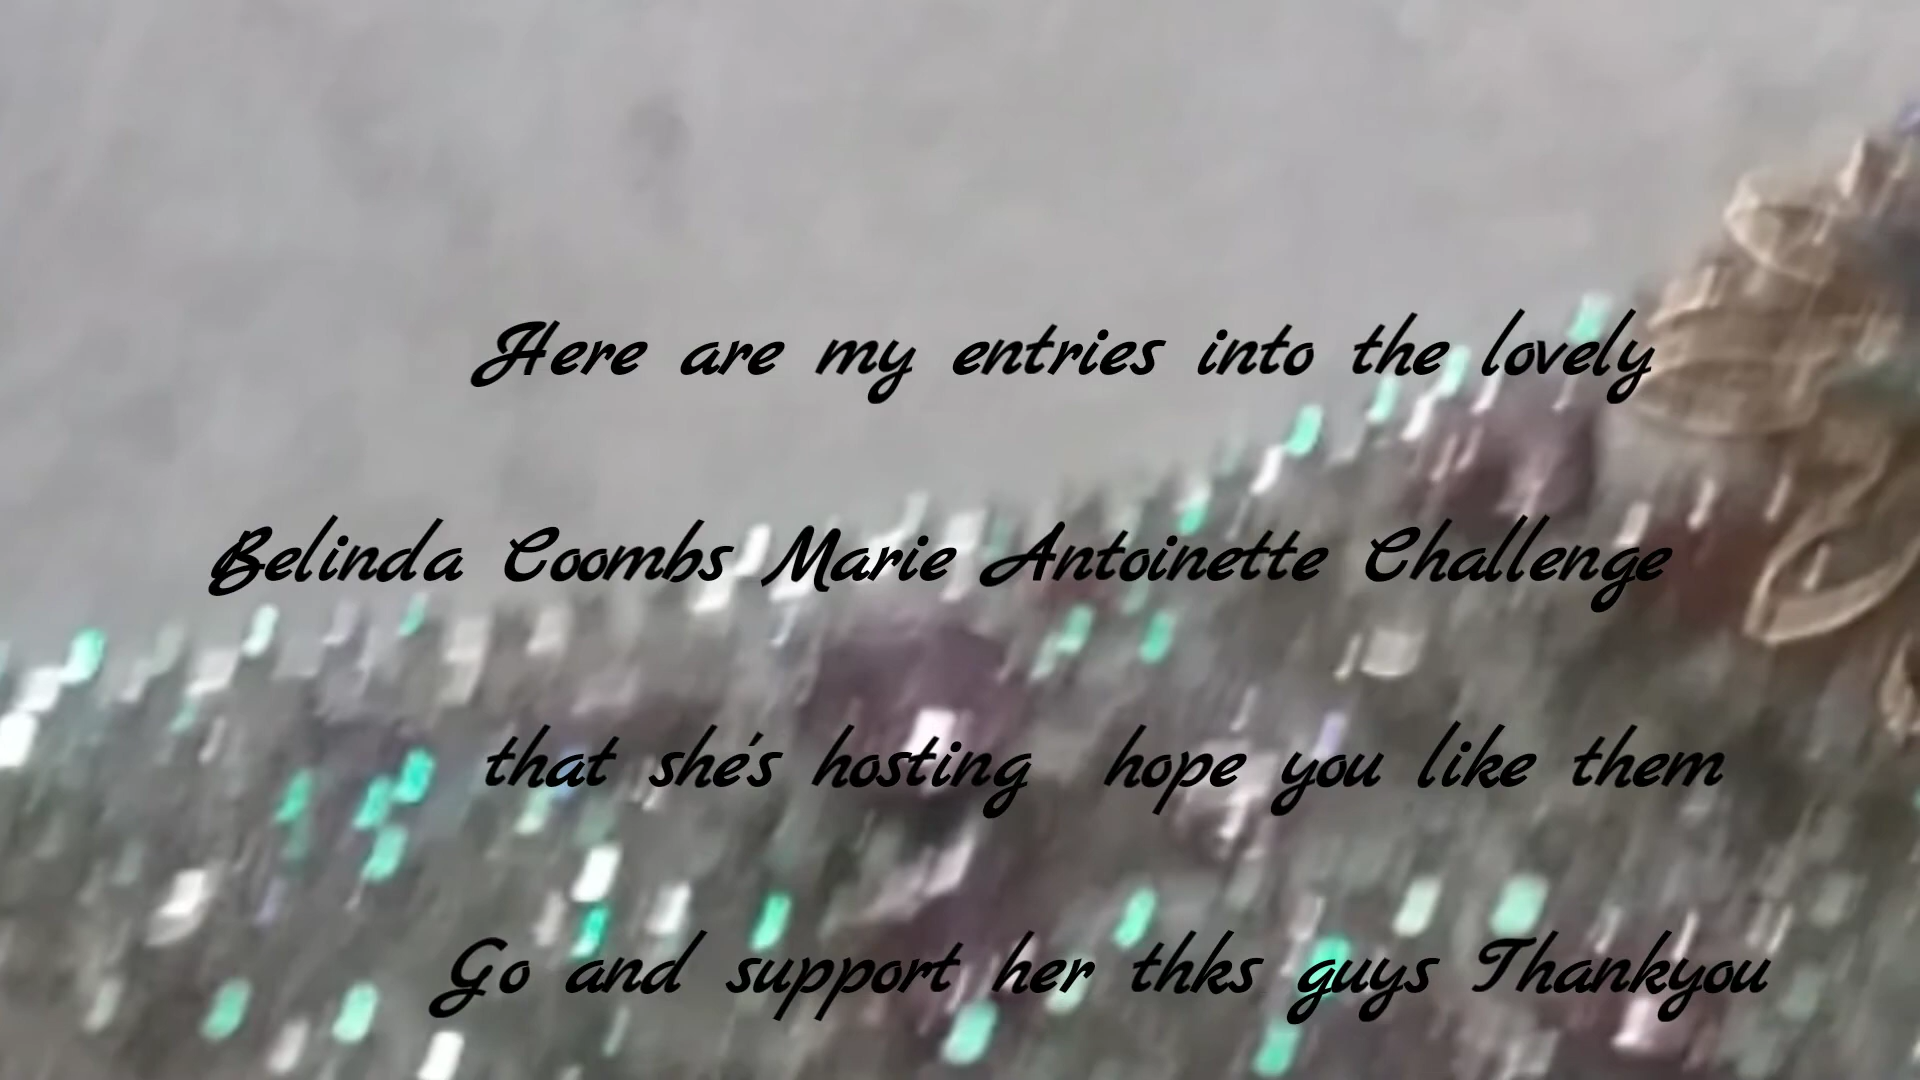 Here are my entries into the lovely
Belinda Coombs Marie Antoinette Challenge
that she's hosting hope you like them
Go and support her thks guys Thankyou